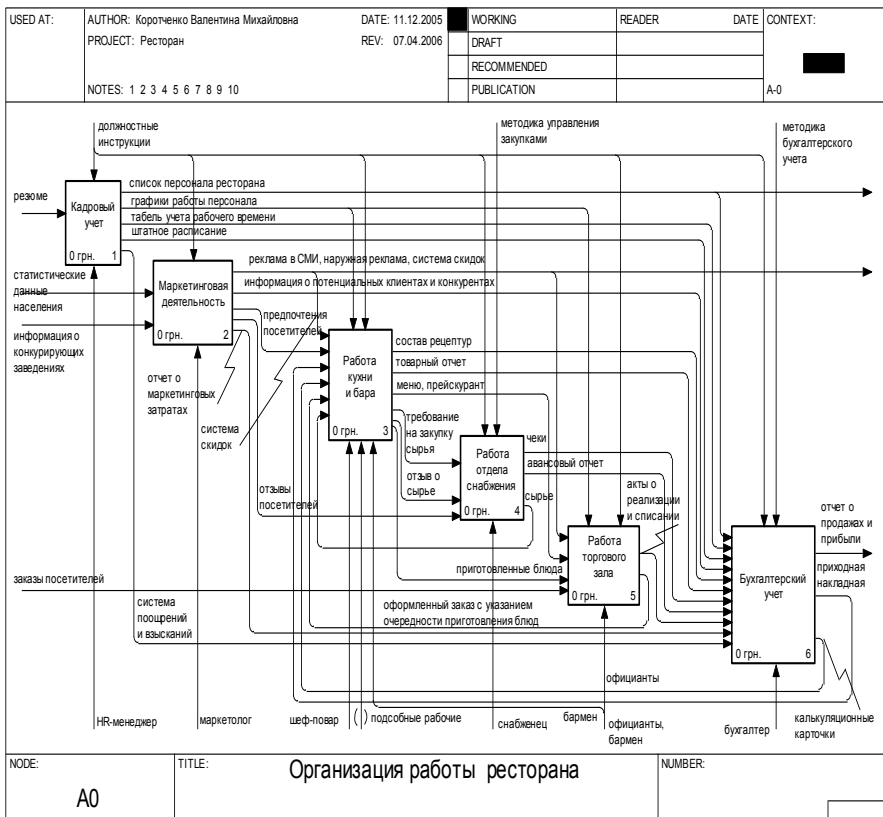 USED AT:
AUTHOR: Коротченко Валентина Михайловна
DATE: 11.12.2005
PROJECT: Ресторан
REV: 07.04.2006
NOTES: 1 2 3 4 5 6 7 8 9 10
WORKING
DRAFT
RECOMMENDED
PUBLICATION
READER
DATE
CONTEXT:
A-0
должностные
инструкции
методика управления
закупками
методика
бухгалтерского
учета
резюме
Кадровый
учет
0 грн. 1
список персонала ресторана
графики работы персонала
табель учета рабочего времени
штатное расписание
статистические
данные
населения
информация о
конкурирующих
заведениях
Маркетинговая
деятельность
0 грн. 2
реклама в СМИ, наружная реклама, система скидок
информация о потенциальных клиентах и конкурентах
предпочтения
посетителей
отчет о
маркетинговых
затратах
система
скидок
отзывы
посетителей
Работа
кухни
и бара
0 грн. 3
состав рецептур
товарный отчет
меню, прейскурант
требование
на закупку
сырья
отзыв о
сырье
Работа
отдела
снабжения
0 грн. 4
чеки
авансовый отчет
сырье
акты о
реализации
и списании
приготовленные блюда
Работа
торгового
зала
0 грн. 5
заказы посетителей
оформленный заказ с указанием
очередности приготовления блюд
система
поощрений
и взысканий
Бухгалтерский
учет
0 грн. 6
отчет о
продажах и
прибыли
приходная
накладная
официанты
калькуляционные
карточки
HR-менеджер
маркетолог
шеф-повар
( ) подсобные рабочие
снабженец
бармен
официанты,
бармен
бухгалтер
NODE:
A0
TITLE:
Организация работы ресторана
NUMBER: